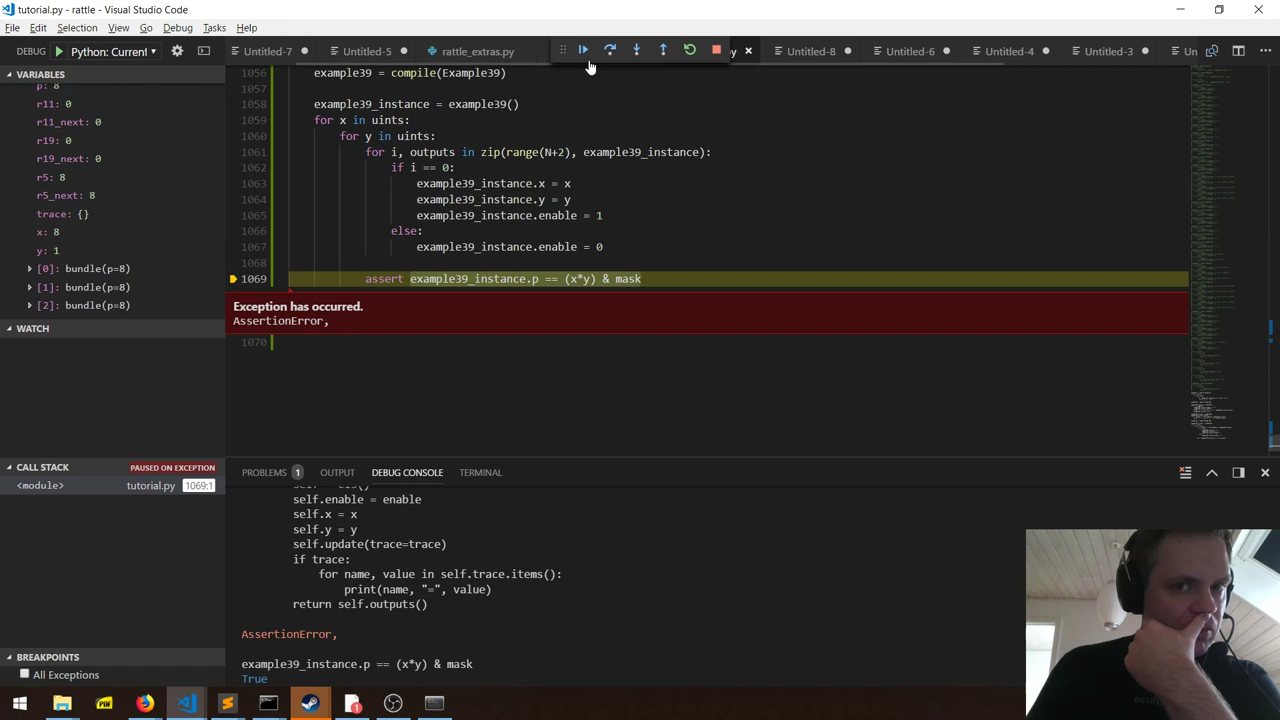 tutorial.py - rattle - Visual Studio Code
File Edit Selection View Go Debug Tasks Help
DEBUG Python: Current
Untitled-7 Untitled-5 rattle_extras.py y Untitled-8 Untitled-6 Untitled-4 Untitled-3 Un
VARIABLES
p: 8
r11: 0
r11_next: 0
r19: 0
r19_next: 0
r5: 8
r5_next: 8
trace: {}
x: 8
y: 1
[0]: bundle(p=8)
[1]: bundle(p=8)
[2]: bundle(p=8)
WATCH
CALL STACK PAUSED ON EXCEPTION
<module> tutorial.py 1069:1
BREAKPOINTS
All Exceptions
1056 example39 = compile(Example39)
1057
1058 example39_instance = example39()
1059 for x in uints:
1060 for y in uints:
1061 for i, outputs in zip(range(N+2), example39_instance):
1062 if i == 0:
1063 example39_instance.x = x
1064 example39_instance.y = y
1065 example39_instance.enable = 1
1066 else:
1067 example39_instance.enable = 0
1068
1069 assert example39_instance.p == (x*y) & mask
Exception has occurred.
AssertionError,
1070
PROBLEMS 1 OUTPUT DEBUG CONSOLE TERMINAL
self.enable = enable
self.x = x
self.y = y
self.update(trace=trace)
if trace:
for name, value in self.trace.items():
print(name, "=", value)
return self.outputs()
AssertionError,
example39_instance.p == (x*y) & mask
True